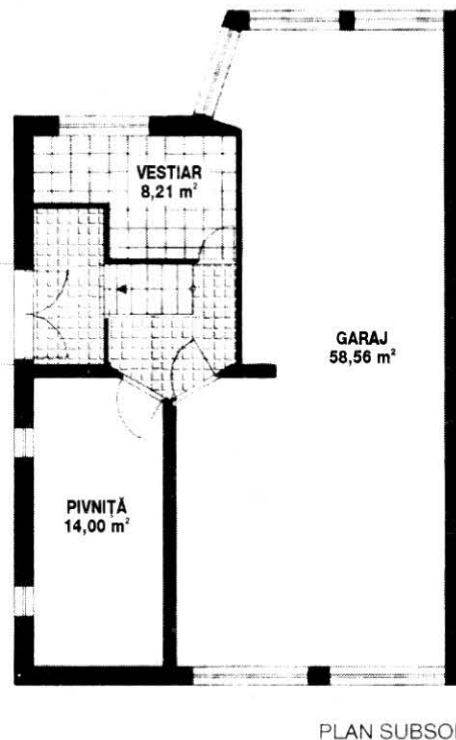 VESTIAR
8,21 m²
GARAJ
58,56 m²
PIVNIȚĂ
14,00 m²
PLAN SUBSOL